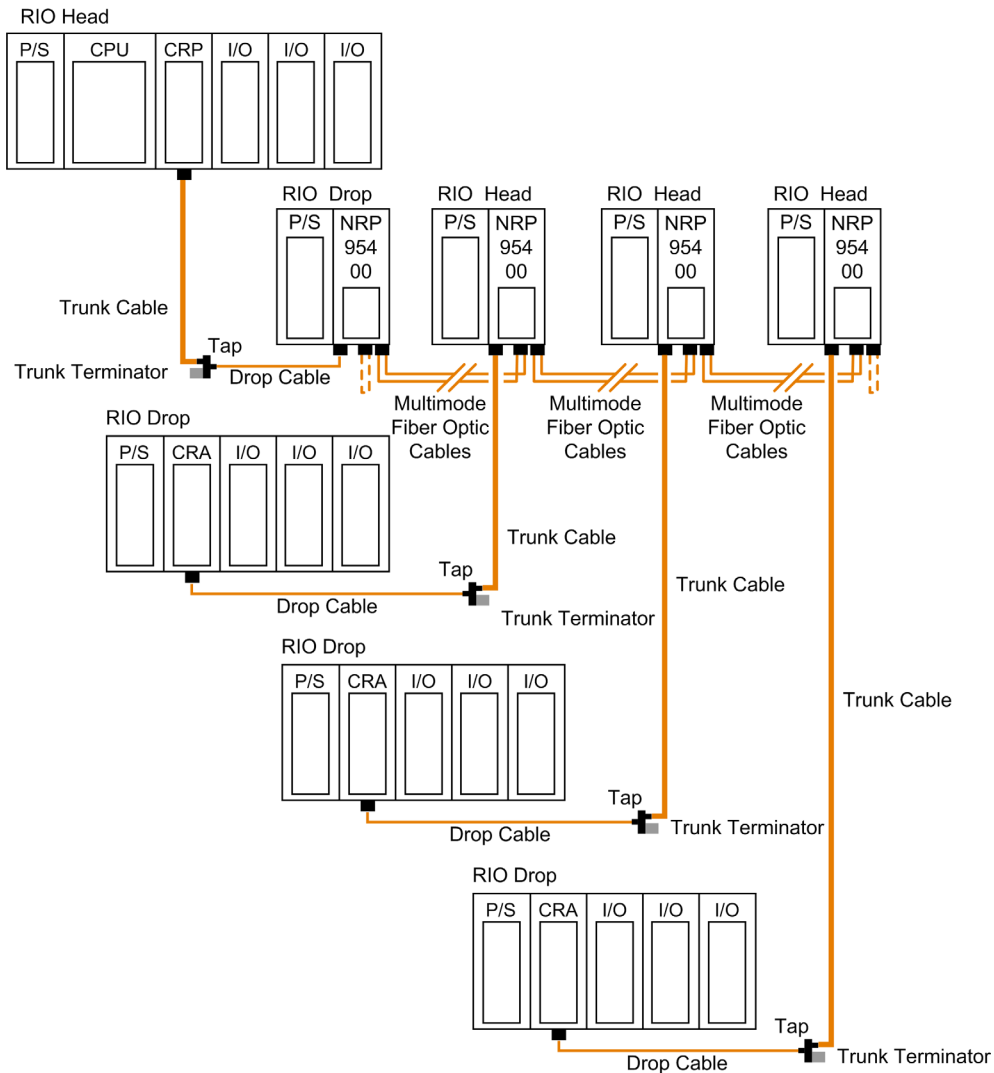 RIO Head
P/S CPU CRP I/O I/O I/O
RIO Drop
P/S NRP
954
00
RIO Head
P/S NRP
954
00
RIO Head
P/S NRP
954
00
RIO Head
P/S NRP
954
00
Trunk Cable
Tap
Trunk Terminator
Drop Cable
Multimode
Fiber Optic
Cables
Multimode
Fiber Optic
Cables
Multimode
Fiber Optic
Cables
RIO Drop
P/S CRA I/O I/O I/O
Trunk Cable
Tap
Drop Cable
Trunk Terminator
Trunk Cable
RIO Drop
P/S CRA I/O I/O I/O
Trunk Cable
Tap
Drop Cable
Trunk Terminator
RIO Drop
P/S CRA I/O I/O I/O
Tap
Drop Cable
Trunk Terminator